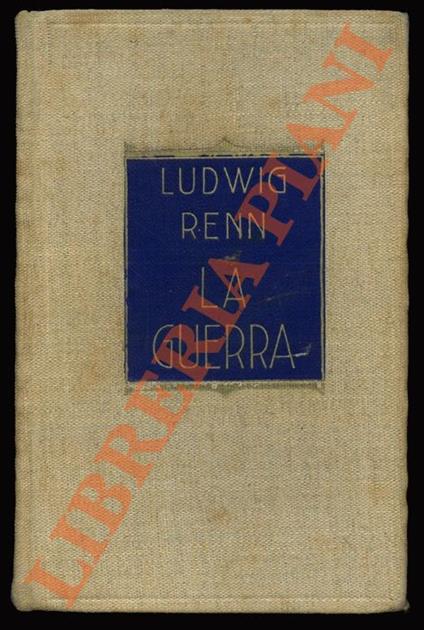 LUDWIG
RENN
LA
GUERRA
LIBRERIA PIANI